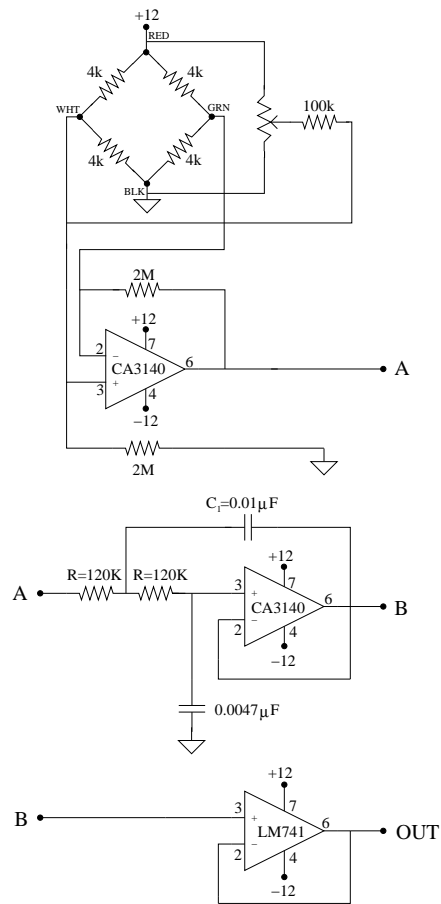 +12
RED
4k
4k
WHT
GRN
100k
4k
4k
BLK
2M
+12
2
−
7
CA3140
6
A
3
+
4
−12
2M
C₁=0.01μF
+12
R=120K
R=120K
A
3
+
7
CA3140
6
B
2
−
4
−12
0.0047μF
+12
B
3
+
7
LM741
6
OUT
2
−
4
−12